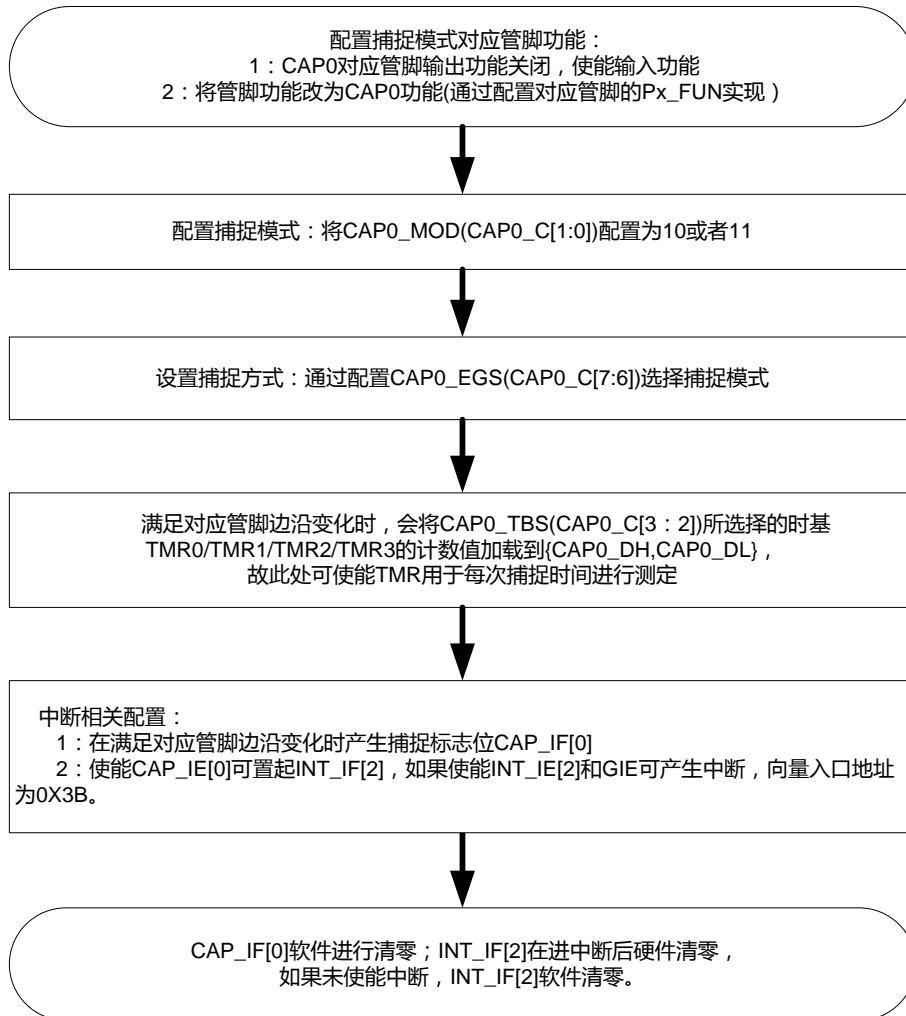 配置捕捉模式对应管脚功能：
1：CAP0对应管脚输出功能关闭，使能输入功能
2：将管脚功能改为CAP0功能(通过配置对应管脚的Px_FUN实现）
配置捕捉模式：将CAP0_MOD(CAP0_C[1:0])配置为10或者11
设置捕捉方式：通过配置CAP0_EGS(CAP0_C[7:6])选择捕捉模式
满足对应管脚边沿变化时，会将CAP0_TBS(CAP0_C[3：2])所选择的时基
TMR0/TMR1/TMR2/TMR3的计数值加载到{CAP0_DH,CAP0_DL}，
故此处可使能TMR用于每次捕捉时间进行测定
中断相关配置：
1：在满足对应管脚边沿变化时产生捕捉标志位CAP_IF[0]
2：使能CAP_IE[0]可置起INT_IF[2]，如果使能INT_IE[2]和GIE可产生中断，向量入口地址
为0X3B。
CAP_IF[0]软件进行清零；INT_IF[2]在进中断后硬件清零，
如果未使能中断，INT_IF[2]软件清零。